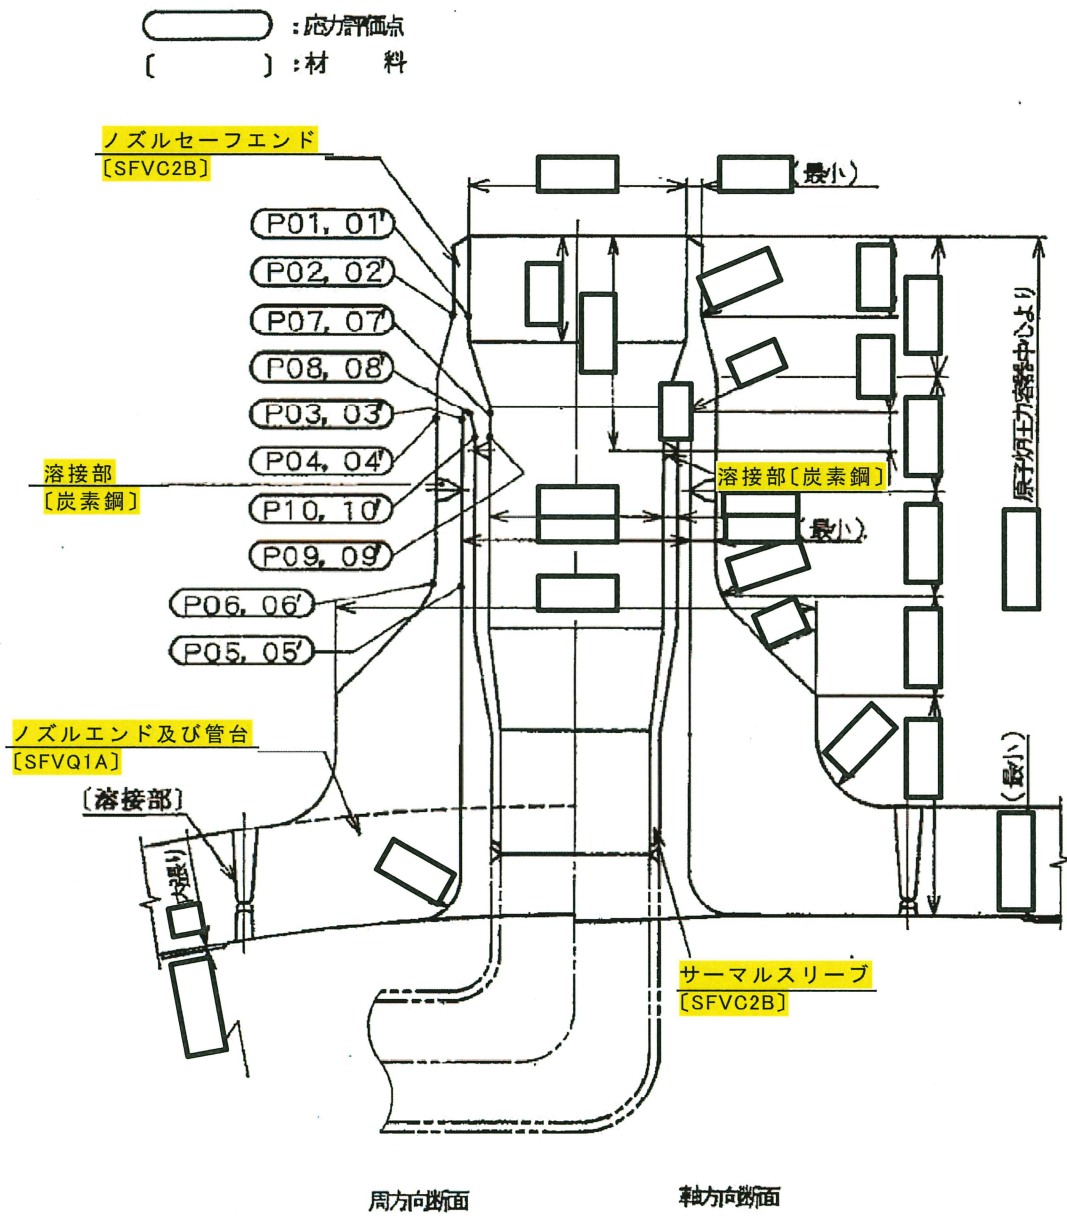 ：応力評価点
〔 〕：材 料
ノズルセーフエンド
〔SFVC2B〕
(最小)
P01, 01'
P02, 02'
P07, 07'
P08, 08'
P03, 03'
P04, 04'
P10, 10'
P09, 09'
P06, 06'
P05, 05'
原子炉圧力容器中心より
溶接部
〔炭素鋼〕
溶接部〔炭素鋼〕
(最小)
ノズルエンド及び管台
〔SFVQ1A〕
〔溶接部〕
(最小)
サーマルスリーブ
〔SFVC2B〕
周方向断面
軸方向断面